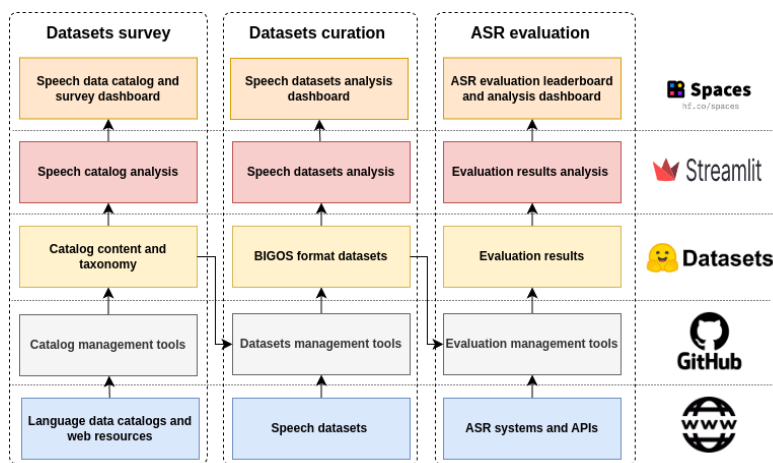 Datasets survey
Datasets curation
ASR evaluation
Speech data catalog and
survey dashboard
Speech datasets analysis
dashboard
ASR evaluation leaderboard
and analysis dashboard
Spaces
hf.co/spaces
Speech catalog analysis
Speech datasets analysis
Evaluation results analysis
Streamlit
Catalog content and
taxonomy
BIGOS format datasets
Evaluation results
Datasets
Catalog management tools
Datasets management tools
Evaluation management tools
GitHub
Language data catalogs and
web resources
Speech datasets
ASR systems and APIs
WWW